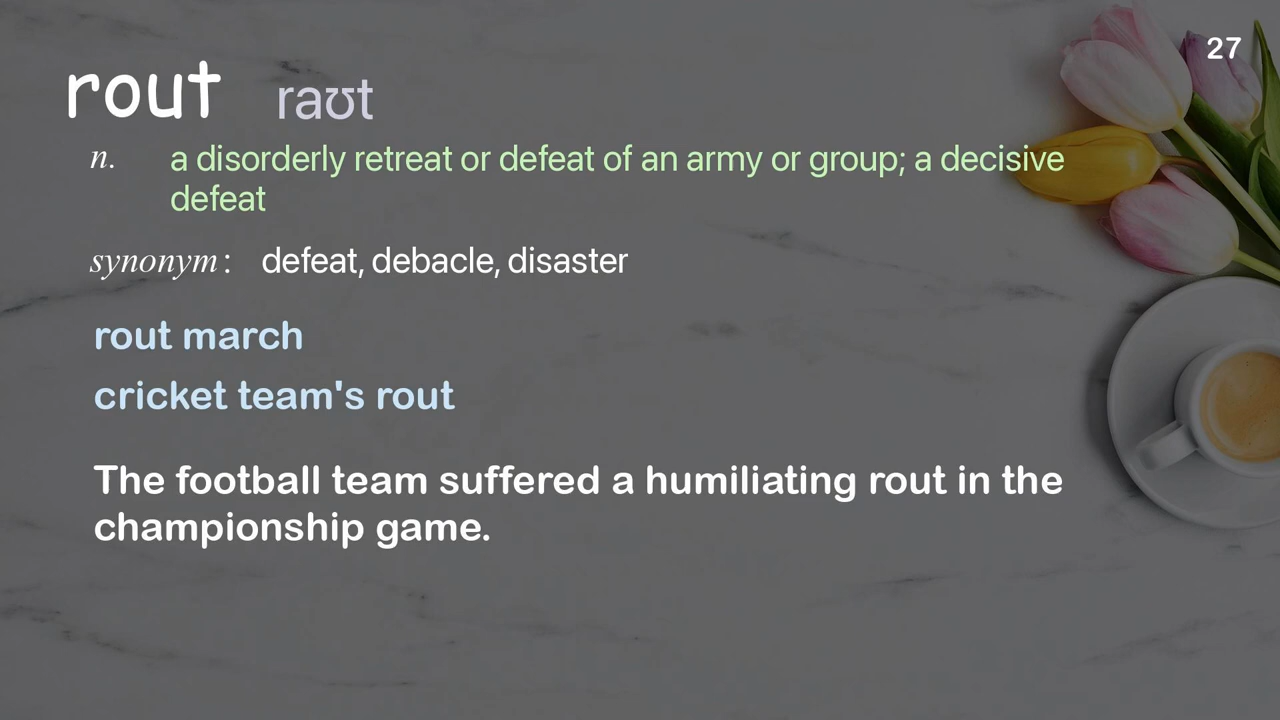 27
rout raʊt
n. a disorderly retreat or defeat of an army or group; a decisive
defeat
synonym: defeat, debacle, disaster
rout march
cricket team's rout
The football team suffered a humiliating rout in the
championship game.